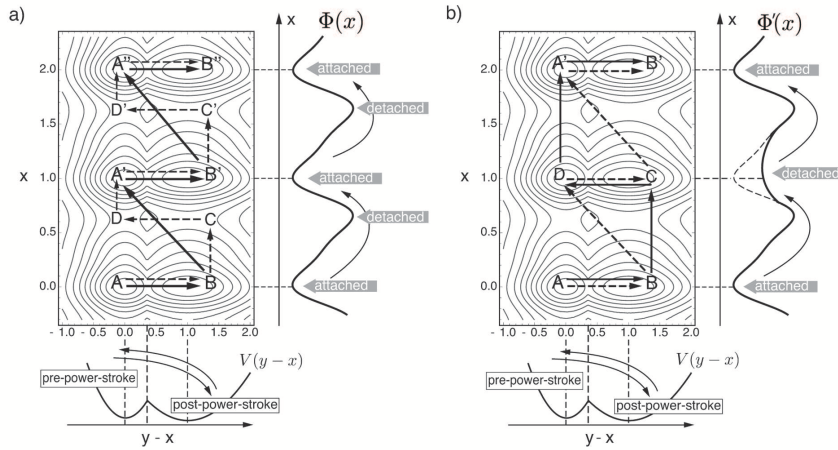 a)
x
Φ(x)
2.0
1.5
x
1.0
0.5
0.0
A''
B''
D'
C'
A'
B'
D
C
A
B
attached
detached
attached
detached
attached
- 1.0
- 0.5
0.0
0.5
1.0
1.5
2.0
V(y−x)
pre-power-stroke
post-power-stroke
y - x
b)
x
Φ'(x)
2.0
1.5
x
1.0
0.5
0.0
A'
B'
D
C
A
B
attached
detached
attached
- 1.0
- 0.5
0.0
0.5
1.0
1.5
2.0
V(y−x)
pre-power-stroke
post-power-stroke
y - x